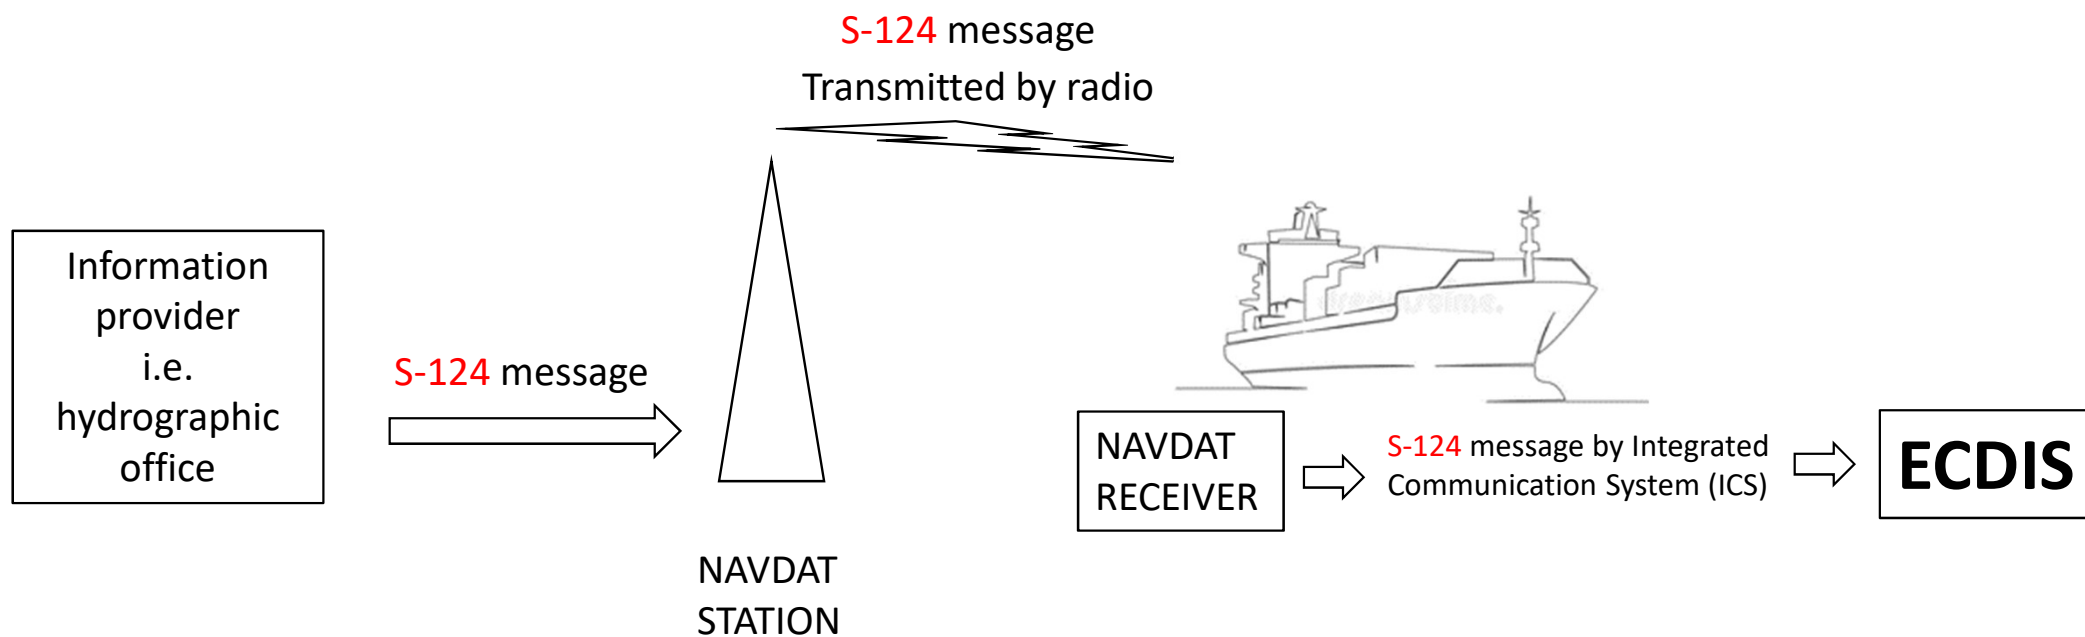 S-124 message
Transmitted by radio
Information
provider
i.e.
hydrographic
office
S-124 message
NAVDAT
STATION
dreamstime.
NAVDAT
RECEIVER
S-124 message by Integrated
Communication System (ICS)
ECDIS